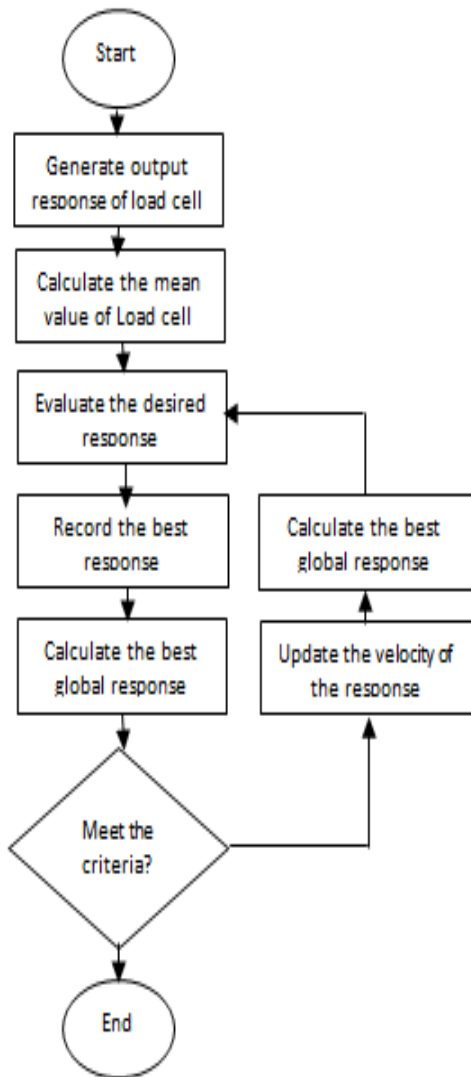 Start
Generate output
response of load cell
Calculate the mean
value of Load cell
Evaluate the desired
response
Record the best
response
Calculate the best
global response
Meet the
criteria?
End
Calculate the best
global response
Update the velocity of
the response